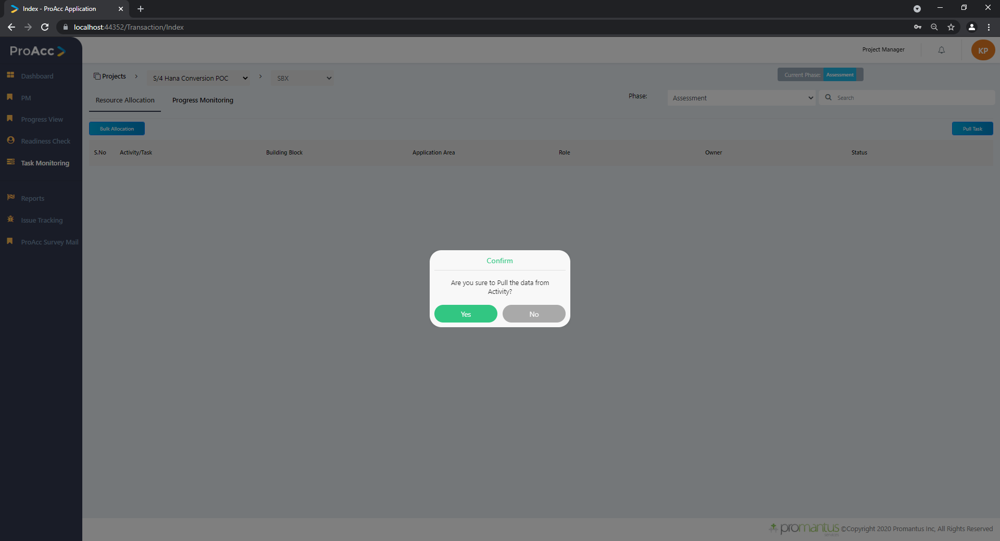 Index - ProAcc Application
localhost:44352/Transaction/Index
ProAcc
Project Manager
KP
Dashboard
PM
Progress View
Readiness Check
Task Monitoring
Reports
Issue Tracking
ProAcc Survey Mail
Projects
S/4 Hana Conversion POC
SBX
Current Phase: Assessment
Resource Allocation
Progress Monitoring
Phase:
Assessment
Search
Bulk Allocation
Pull Task
S.No
Activity/Task
Building Block
Application Area
Role
Owner
Status
Confirm
Are you sure to Pull the data from
Activity?
Yes
No
promantus
services
©Copyright 2020 Promantus Inc, All Rights Reserved